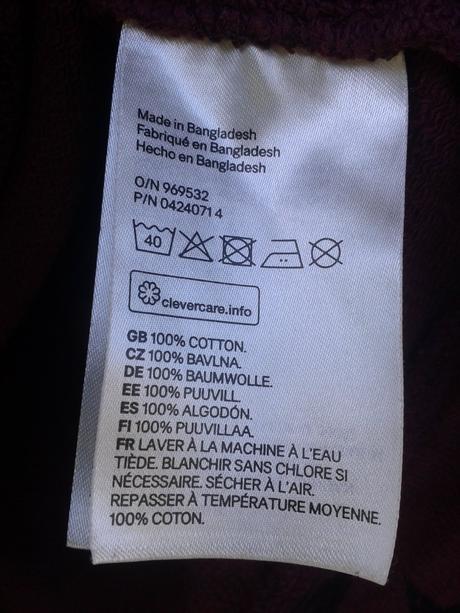 Made in Bangladesh
Fabriqué en Bangladesh
Hecho en Bangladesh
O/N 969532
P/N 0424071 4
40
clevercare.info
GB 100% COTTON.
CZ 100% BAVLNA.
DE 100% BAUMWOLLE.
EE 100% PUUVILL.
ES 100% ALGODÓN.
FI 100% PUUVILLAA.
FR LAVER À LA MACHINE À L'EAU
TIÈDE. BLANCHIR SANS CHLORE SI
NÉCESSAIRE. SÉCHER À L'AIR.
REPASSER À TEMPÉRATURE MOYENNE.
100% COTON.